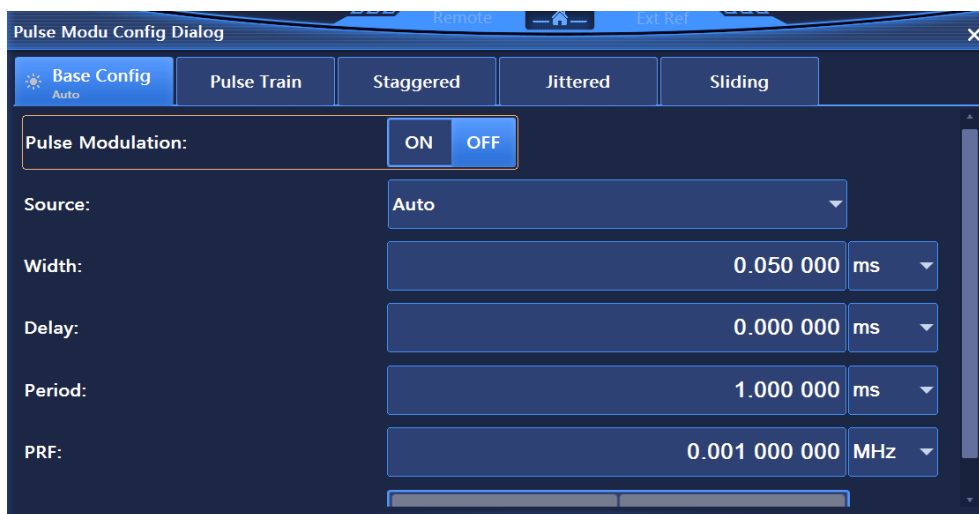 Remote Ext Ref
Pulse Modu Config Dialog
Base Config Pulse Train Staggered Jittered Sliding
Auto
Pulse Modulation: ON OFF
Source: Auto
Width: 0.050 000 ms
Delay: 0.000 000 ms
Period: 1.000 000 ms
PRF: 0.001 000 000 MHz